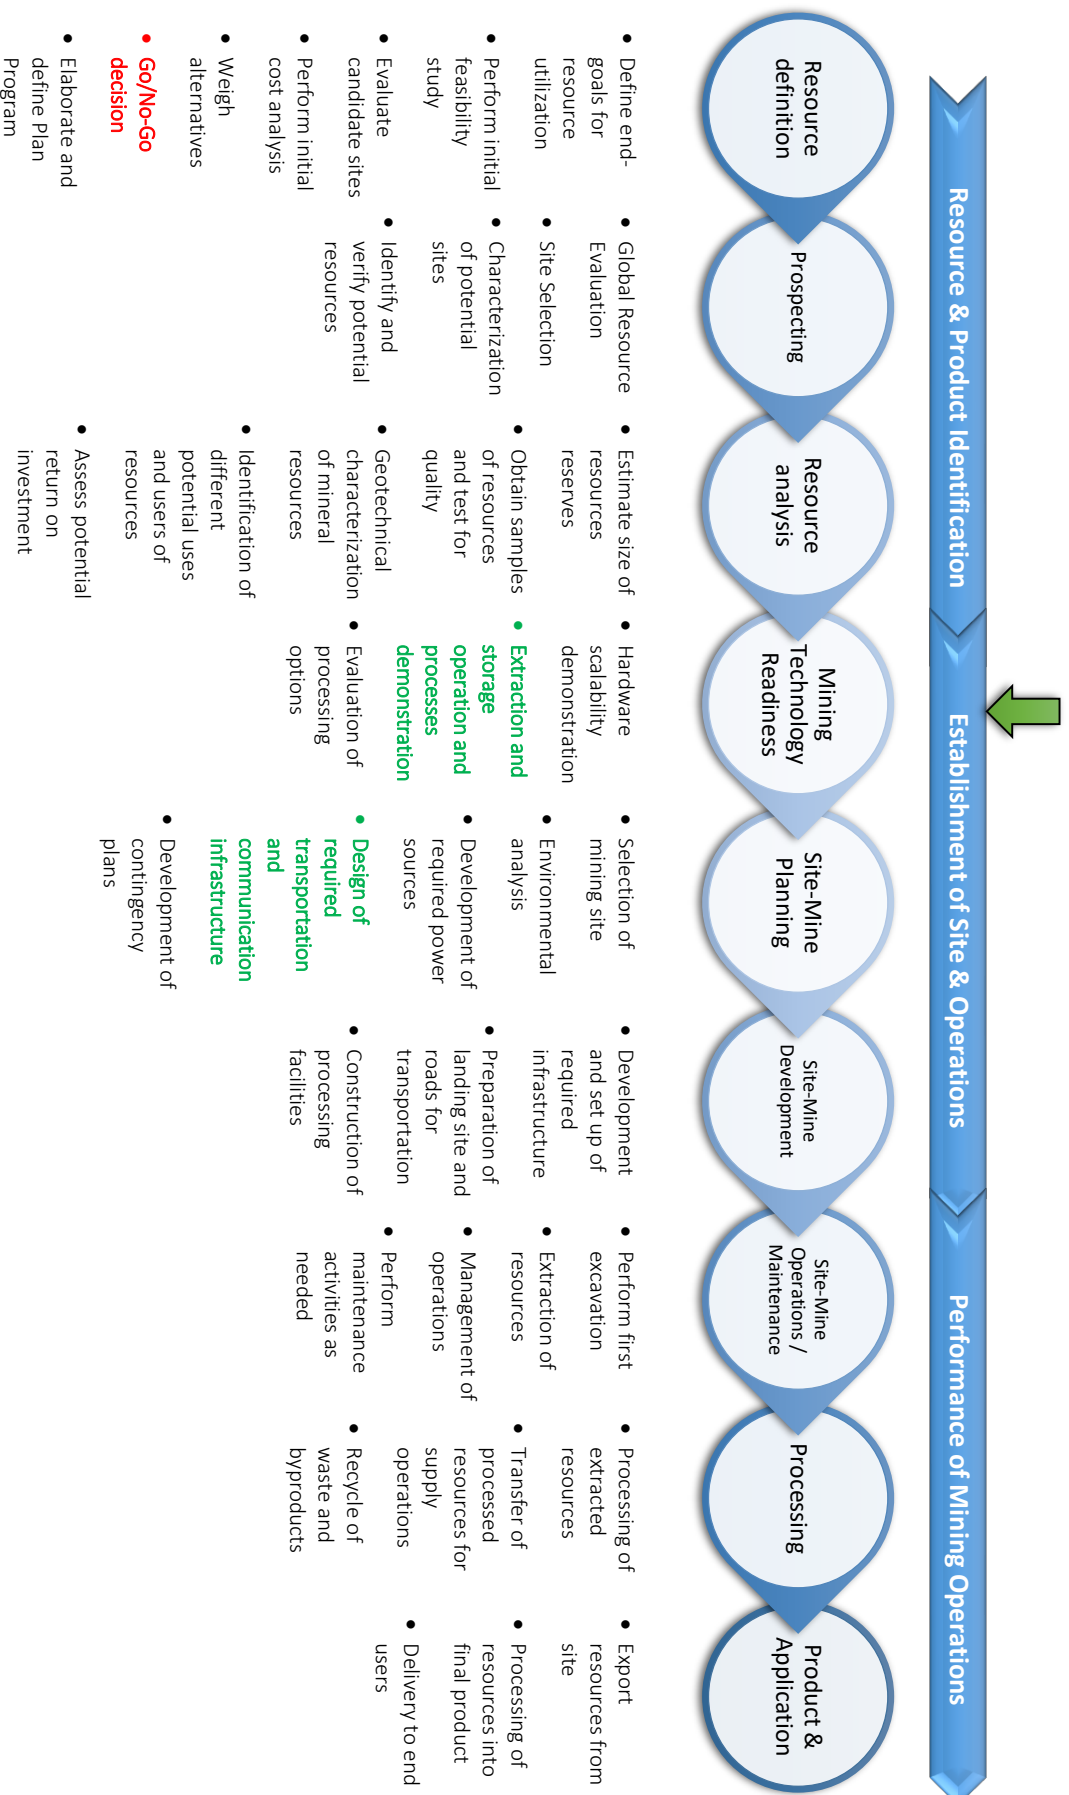 Resource & Product Identification
Establishment of Site & Operations
Performance of Mining Operations
Resource
definition
Prospecting
Resource
analysis
Mining
Technology
Readiness
Site-Mine
Planning
Site-Mine
Development
Site-Mine
Operations /
Maintenance
Processing
Product &
Application
• Define end-
goals for
resource
utilization
• Perform initial
feasibility
study
• Evaluate
candidate sites
• Perform initial
cost analysis
• Weigh
alternatives
• Go/No-Go
decision
• Elaborate and
define Plan
Program
• Global Resource
Evaluation
• Site Selection
• Characterization
of potential
sites
• Identify and
verify potential
resources
• Estimate size of
resources
reserves
• Obtain samples
of resources
and test for
quality
• Geotechnical
characterization
of mineral
resources
• Identification of
different
potential uses
and users of
resources
• Assess potential
return on
investment
• Hardware
scalability
demonstration
• Extraction and
storage
operation and
processes
demonstration
• Evaluation of
processing
options
• Selection of
mining site
• Environmental
analysis
• Development of
required power
sources
• Design of
required
transportation
and
communication
infrastructure
• Development of
contingency
plans
• Development
and set up of
required
infrastructure
• Preparation of
landing site and
roads for
transportation
• Construction of
processing
facilities
• Perform first
excavation
• Extraction of
resources
• Management of
operations
• Perform
maintenance
activities as
needed
• Processing of
extracted
resources
• Transfer of
processed
resources for
supply
operations
• Recycle of
waste and
byproducts
• Export
resources from
site
• Processing of
resources into
final product
• Delivery to end
users